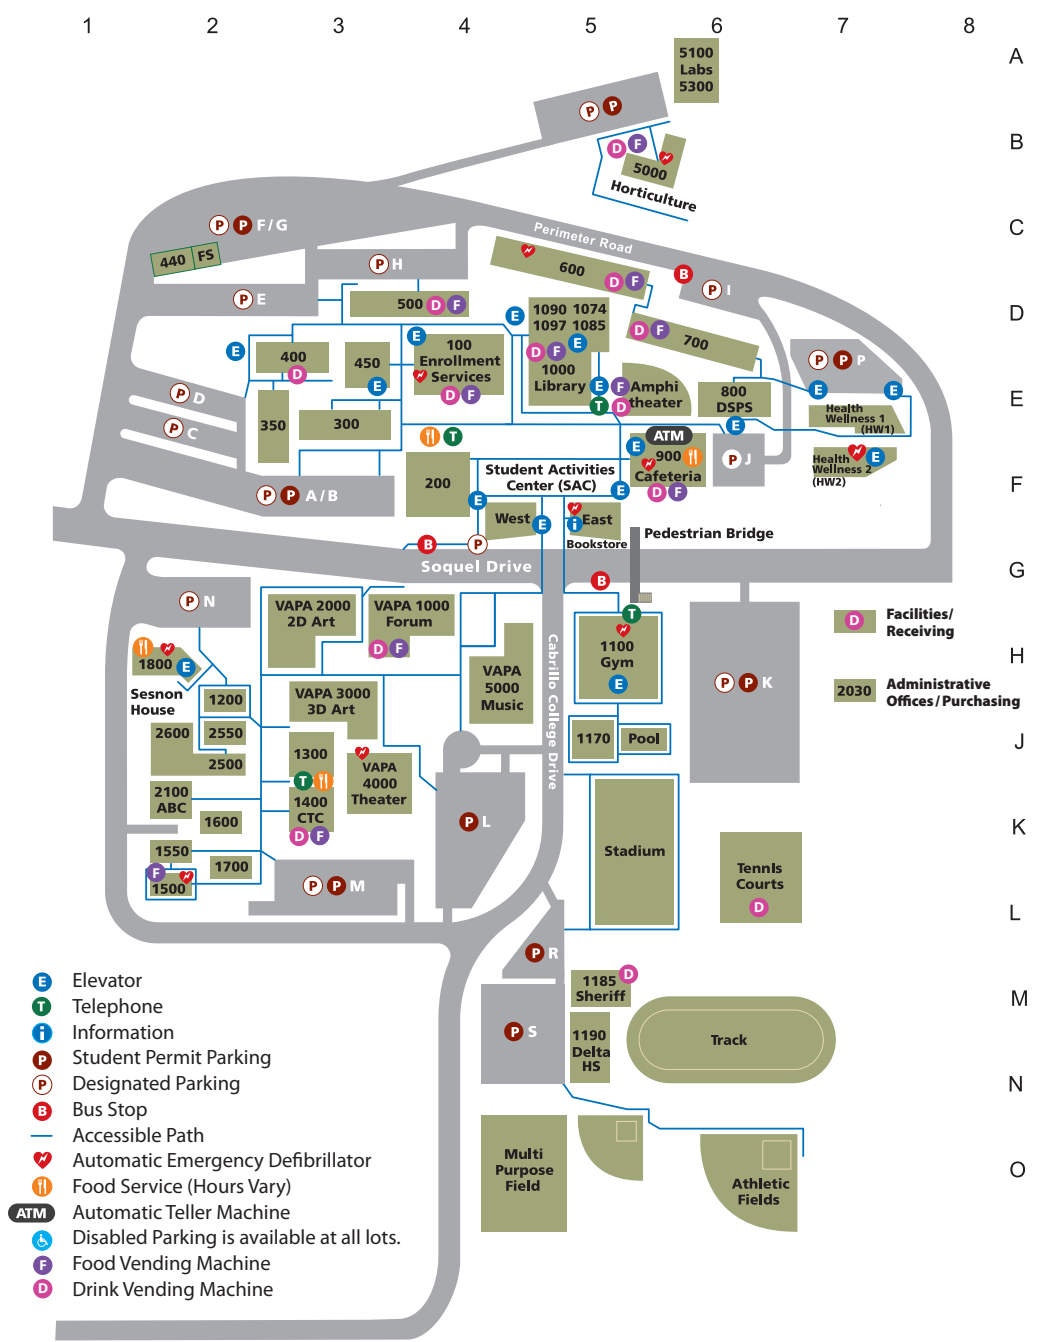 1 2 3 4 5 6 7 8
A
5100
Labs
5300
P P
B
D F
5000
Horticulture
C
P P F/G
Perimeter Road
440 FS
P H
600
B
D F
P I
P E
500 D F
D
E
1090 1074
1097 1085
D F E
1000
Library
D F
700
E
100
Enrollment
Services
D F
E
400
D
450
E
P P P
E E
E
P D
P C
350
300
E F
T D
Amphi
theater
800
DSPS
E
Health
Wellness 1
(HW1)
T
ATM
E 900
Cafeteria
D F
P J
Health
Wellness 2
(HW2)
E
F
200
Student Activities
Center (SAC)
E
E
P P A/B
West E
East
i
Bookstore
Pedestrian Bridge
B P
Soquel Drive
B
G
P N
VAPA 2000
2D Art
VAPA 1000
Forum
D F
T
1100
Gym
E
D Facilities/
Receiving
H
1800 E
Sesnon
House
Cabrillo College Drive
VAPA
5000
Music
P P K
2030 Administrative
Offices/Purchasing
1200
VAPA 3000
3D Art
2600
2550
2500
1300
1170
Pool
J
VAPA
4000
Theater
T
2100
ABC
1400
CTC
D F
1600
P L
K
Stadium
Tennis
Courts
D
1550
F
1500
1700
P P M
L
P R
E Elevator
T Telephone
i Information
P Student Permit Parking
P Designated Parking
B Bus Stop
Accessible Path
Automatic Emergency Defibrillator
Food Service (Hours Vary)
ATM Automatic Teller Machine
Disabled Parking is available at all lots.
F Food Vending Machine
D Drink Vending Machine
1185
Sheriff
D
M
P S
1190
Delta
HS
Track
N
Multi
Purpose
Field
Athletic
Fields
O